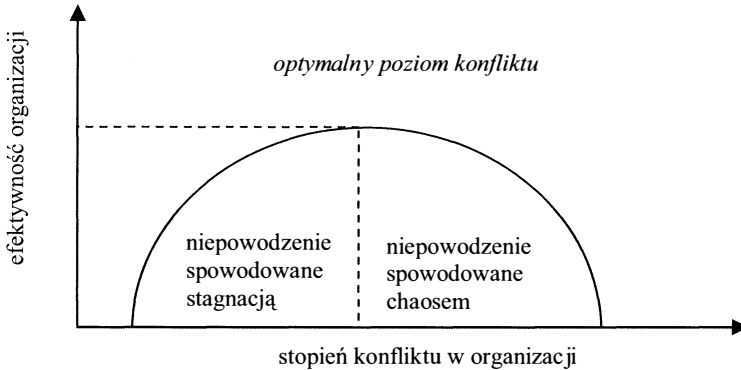 efektywność organizacji
optymalny poziom konfliktu
niepowodzenie
spowodowane
stagnacją
niepowodzenie
spowodowane
chaosem
stopień konfliktu w organizacji